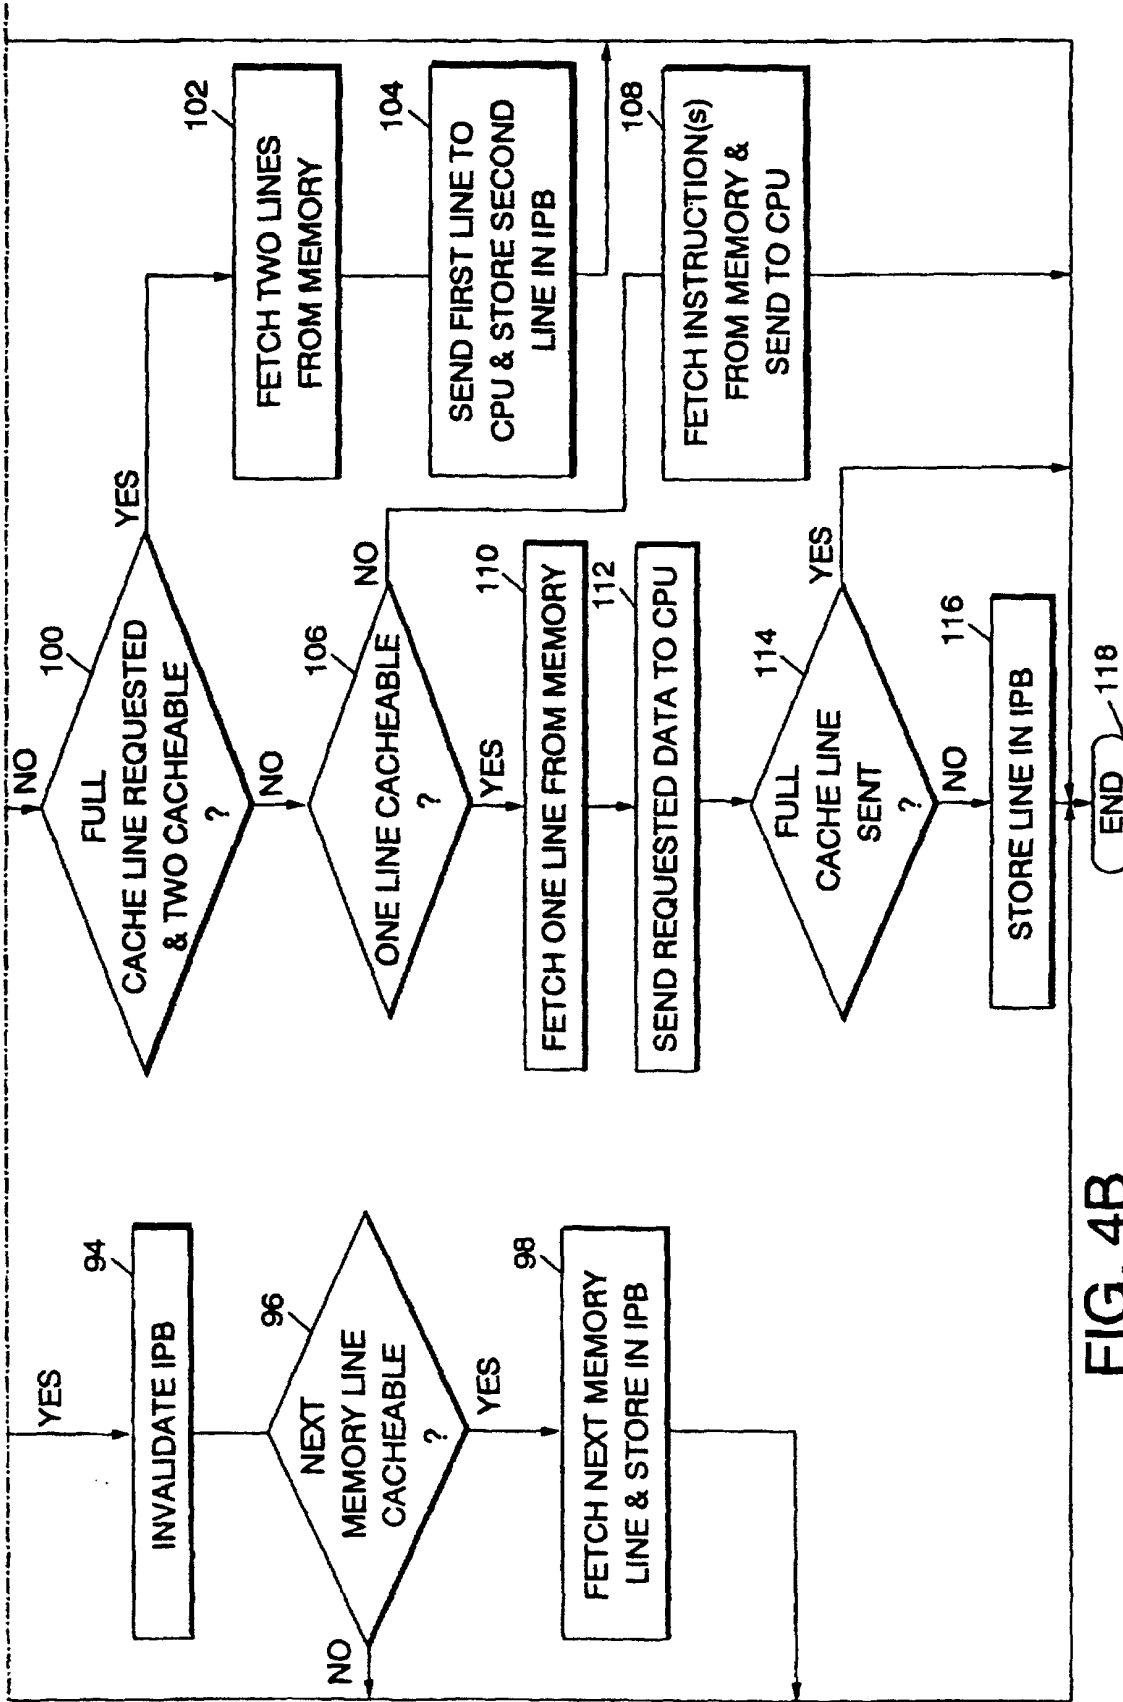 YES
94
INVALIDATE IPB
96
NEXT
MEMORY LINE
CACHEABLE
?
NO
YES
98
FETCH NEXT MEMORY
LINE & STORE IN IPB
NO
100
FULL
CACHE LINE REQUESTED
& TWO CACHEABLE
?
YES
NO
102
FETCH TWO LINES
FROM MEMORY
104
SEND FIRST LINE TO
CPU & STORE SECOND
LINE IN IPB
106
ONE LINE CACHEABLE
?
NO
YES
108
FETCH INSTRUCTION(s)
FROM MEMORY &
SEND TO CPU
110
FETCH ONE LINE FROM MEMORY
112
SEND REQUESTED DATA TO CPU
114
FULL
CACHE LINE
SENT
?
YES
NO
116
STORE LINE IN IPB
END
118
FIG. 4B